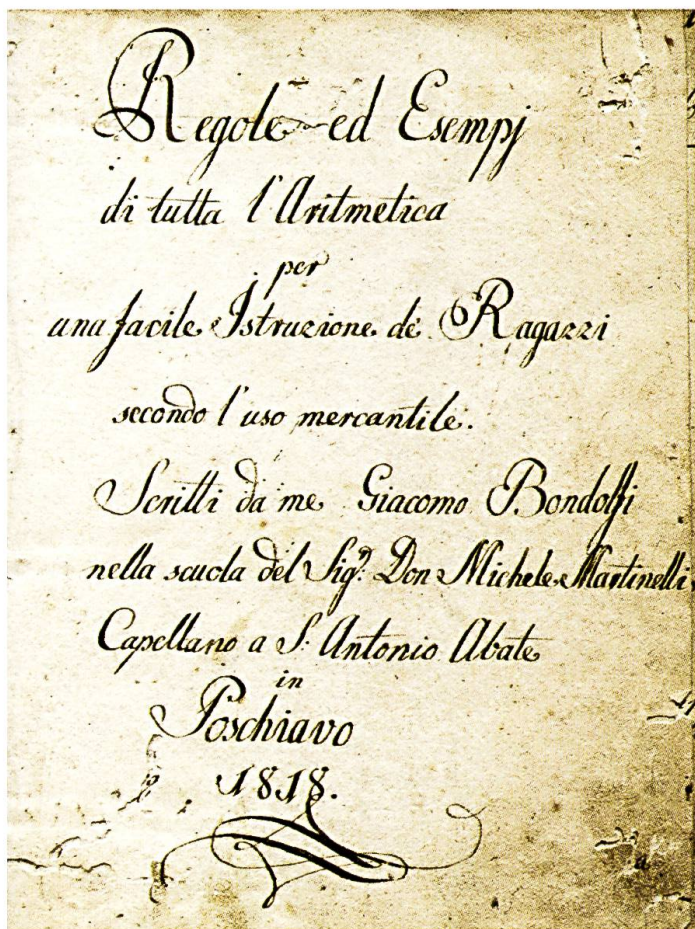 Regole ed Esempj
di tutta l'Aritmetica
per
una facile Istruzione de' Ragazzi
secondo l'uso mercantile.
Scritti da me Giacomo Bondolfi
nella scuola del Sigr. Don Michele Martinelli
Capellano a S. Antonio Abate
in
Poschiavo
1818.